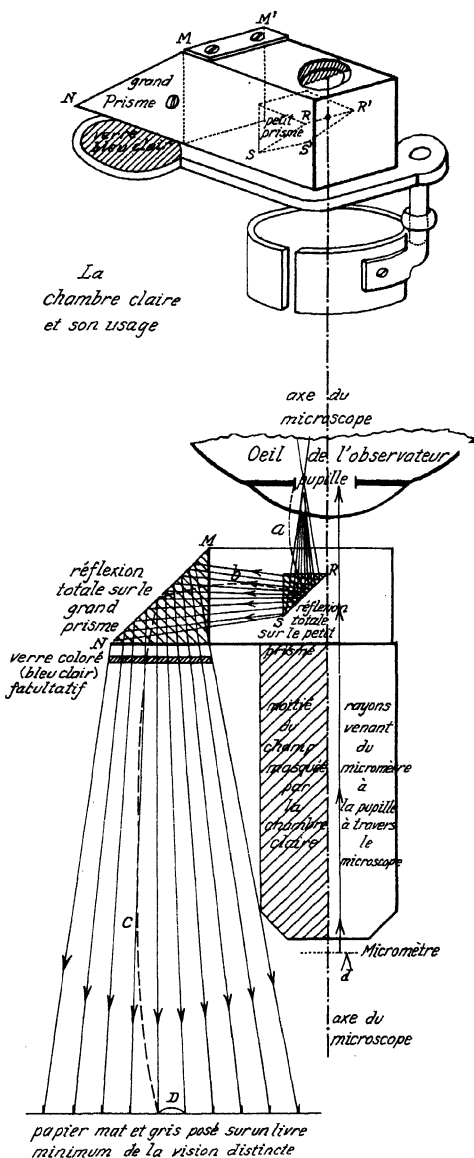 M'
M
N
grand
Prisme
petit
prisme
R
R'
S
S'
verre
bleu clair
La
chambre claire
et son usage
axe du
microscope
Oeil de l'observateur
pupille
a
M
b
R
réflexion
totale sur le
grand
prisme
S
réflexion
totale
sur le petit
prisme
N
verre coloré
(bleu clair)
fatultatif
moitié
du
champ
masquée
par
la
chambre
claire
rayons
venant
du
micromètre
à
la pupille
à travers
le
microscope
C
Micromètre
d
axe du
microscope
D
papier mat et gris posé sur un livre
minimum de la vision distincte